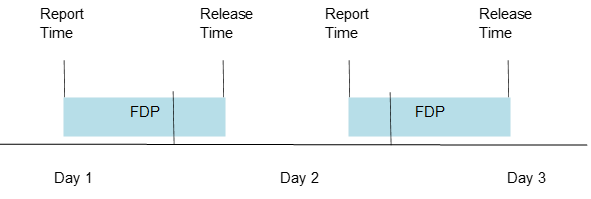 Report Time
Release Time
Report Time
Release Time
FDP
FDP
Day 1
Day 2
Day 3